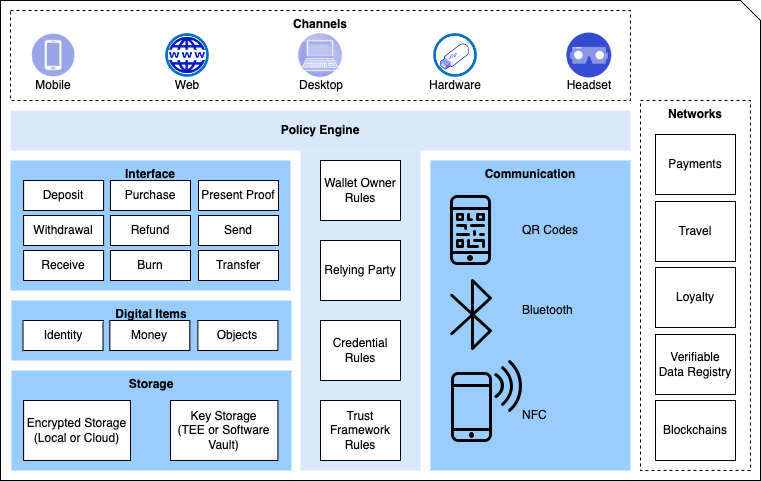 Channels
Mobile
WWW
Web
Desktop
Hardware
Headset
Policy Engine
Interface
Deposit
Purchase
Present Proof
Withdrawal
Refund
Send
Receive
Burn
Transfer
Digital Items
Identity
Money
Objects
Storage
Encrypted Storage
(Local or Cloud)
Key Storage
(TEE or Software
Vault)
Wallet Owner
Rules
Relying Party
Credential
Rules
Trust
Framework
Rules
Communication
QR Codes
Bluetooth
NFC
Networks
Payments
Travel
Loyalty
Verifiable
Data Registry
Blockchains